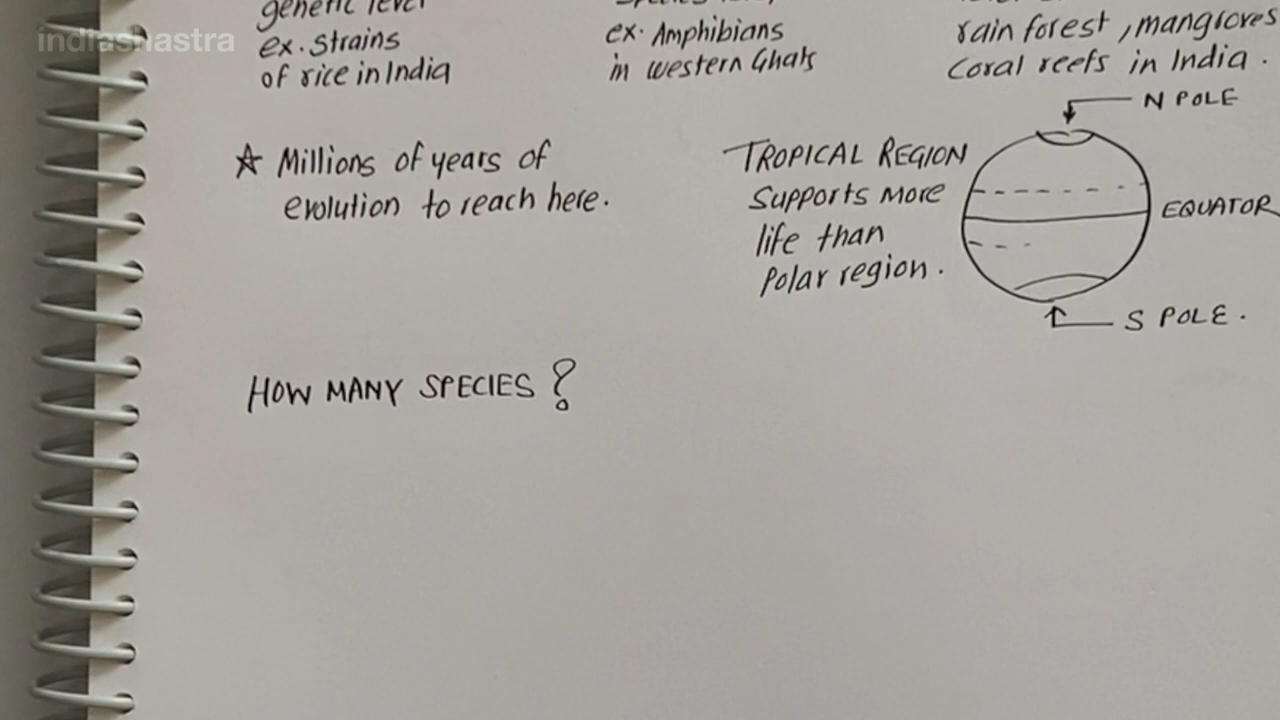 indiashastra
genetic level
ex. strains
of rice in India
ex. Amphibians
in western Ghats
rain forest, mangroves
Coral reefs in India.
☆ Millions of years of
evolution to reach here.
TROPICAL REGION
Supports more
life than
Polar region.
N POLE
EQUATOR
S POLE.
HOW MANY SPECIES ?